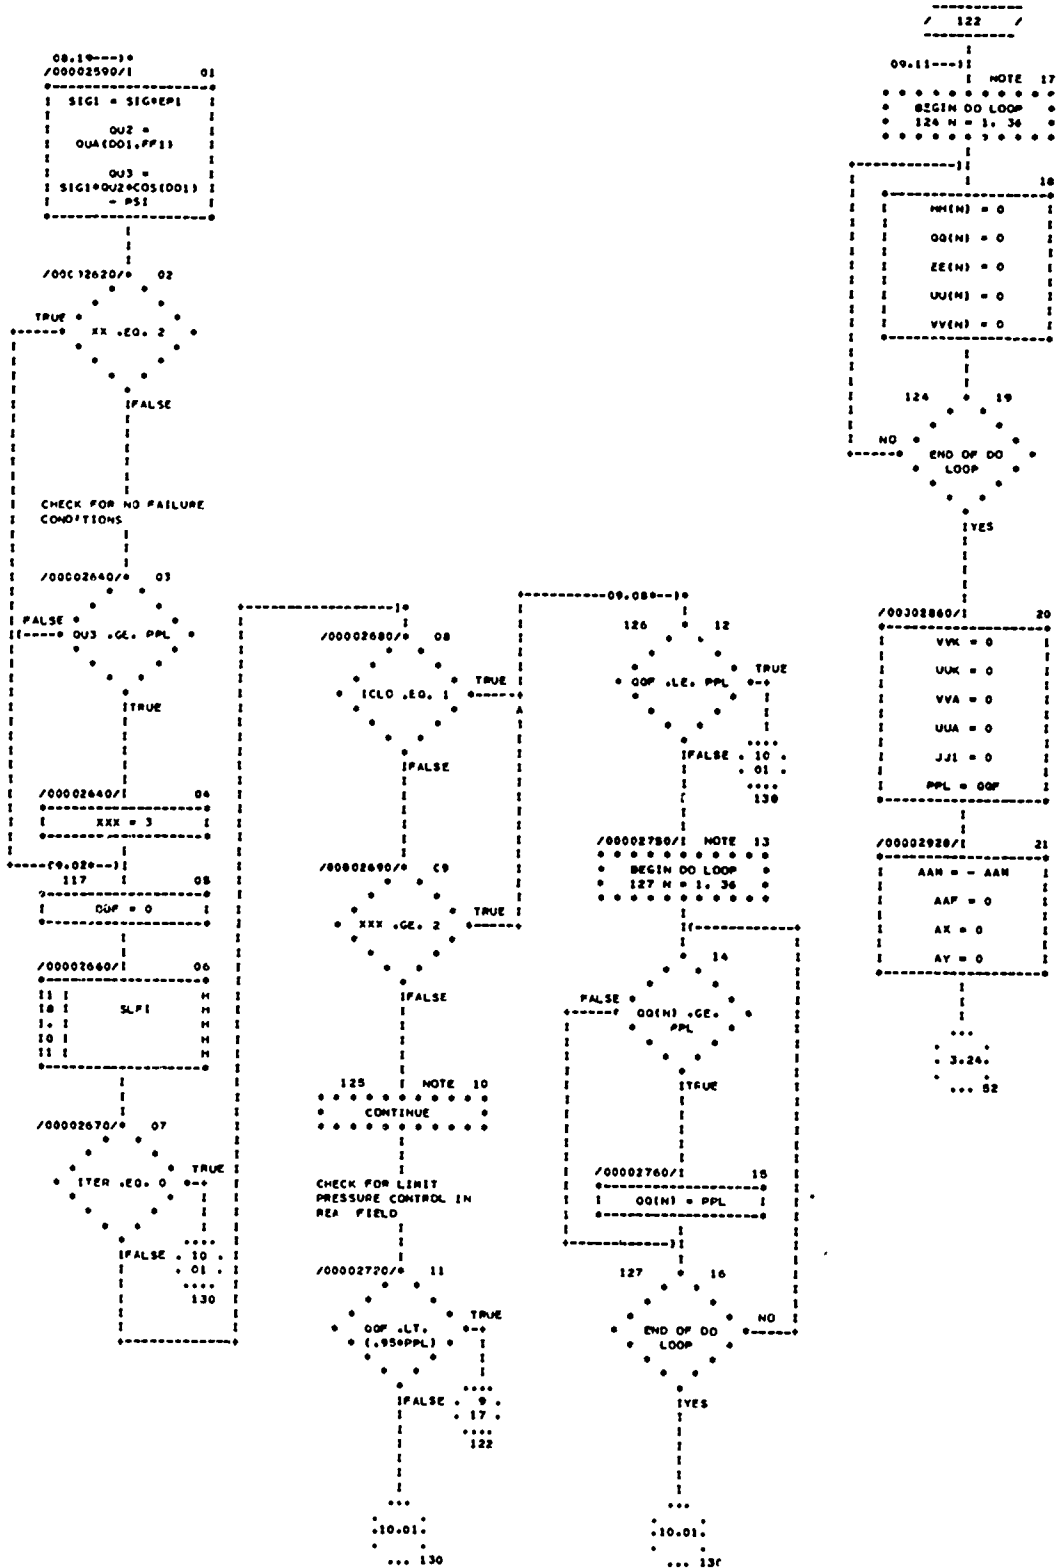 08.19---)*
/00002590/I 01
SIG1 = SIG*EP1
QU2 =
QUA(DD1,FF1)
QU3 =
SIG1*QU2*COS(DD1)
- PSI
02
TRUE
XX .EQ. 2
FALSE
CHECK FOR NO FAILURE
CONDITIONS
/00002640/* 03
FALSE
QU3 .GE. PPL
TRUE
/00002640/I 04
XXX = 3
117 05
= 0
/00002660/I 06
SLFI
/00002670/* 07
TRUE
ITER .EQ. 0
FALSE
10
01
130
/00002680/* 08
TRUE
ICLD .EQ. 1
FALSE
/00002690/*
TRUE
XXX .GE. 2
FALSE
125 NOTE 10
CONTINUE
CHECK FOR LIMIT
PRESSURE CONTROL IN
FIELD
/00002720/* 11
TRUE
QQF .LT.
(.95*PPL)
FALSE
9
17
122
10.01
130
09.08*--)*
126 12
TRUE
QQF .LE. PPL
FALSE
10
01
130
/00002750/I NOTE 13
BEGIN DO LOOP
127 N = 1, 36
14
FALSE
QQ(N) .GE.
PPL
TRUE
/00002760/I 15
QQ(N) = PPL
127 16
NO
END OF DO
LOOP
YES
10.01
/ 122 /
09.11---)I
NOTE 17
BEGIN DO LOOP
124 N = 1, 36
18
MM(N) = 0
QQ(N) = 0
EE(N) = 0
UU(N) = 0
VV(N) = 0
124 19
NO
END OF DO
LOOP
YES
/00002860/I 20
VVK = 0
UUK = 0
VVA = 0
UUA = 0
JJ1 = 0
PPL = QQF
/00002920/I 21
AAM = - AAM
AAF = 0
AX = 0
AY = 0
3.24
52